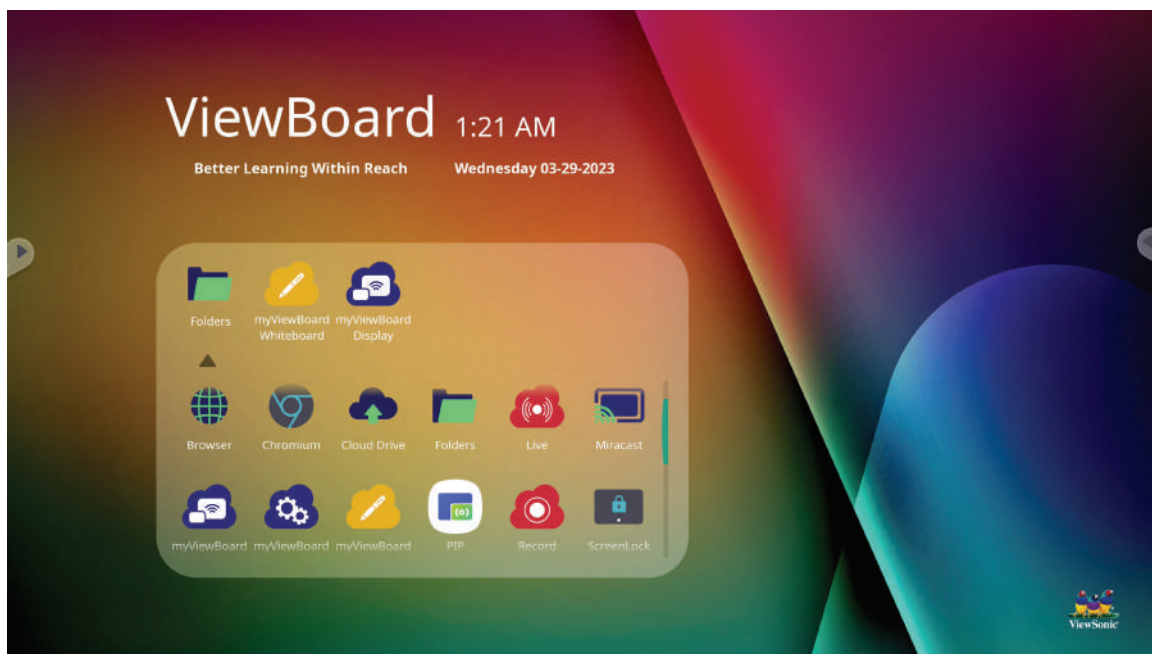 ViewBoard 1:21 AM
Better Learning Within Reach Wednesday 03-29-2023
Folders myViewBoard Whiteboard myViewBoard Display
Browser Chromium Cloud Drive Folders Live Miracast
myViewBoard myViewBoard myViewBoard PIP Record ScreenLock
ViewSonic